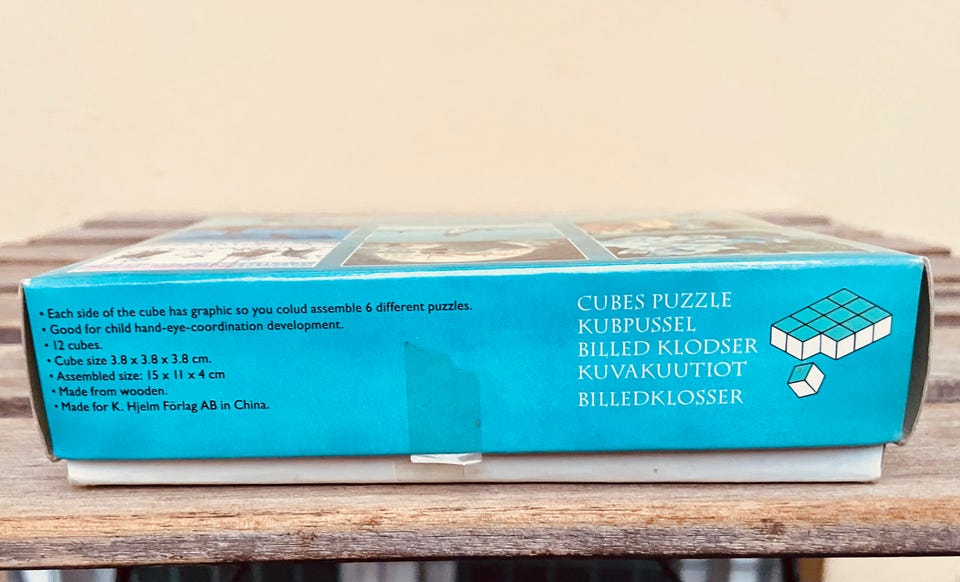 • Each side of the cube has graphic so you colud assemble 6 different puzzles.
• Good for child hand-eye-coordination development.
• 12 cubes.
• Cube size 3.8 x 3.8 x 3.8 cm.
• Assembled size: 15 x 11 x 4 cm
• Made from wooden.
• Made for K. Hjelm Förlag AB in China.
CUBES PUZZLE
KUBPUSSEL
BILLED KLODSER
KUVAKUUTIOT
BILLEDKLOSSER